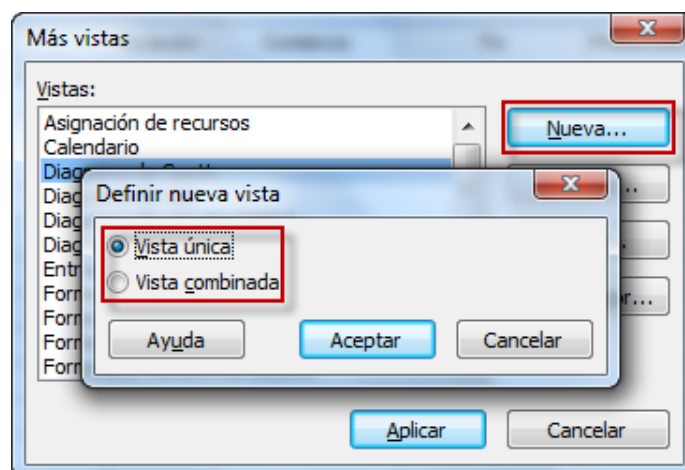 Más vistas
Vistas:
Asignación de recursos
Calendario
Nueva...
Definir nueva vista
Vista única
Vista combinada
Ayuda
Aceptar
Cancelar
Aplicar
Cancelar